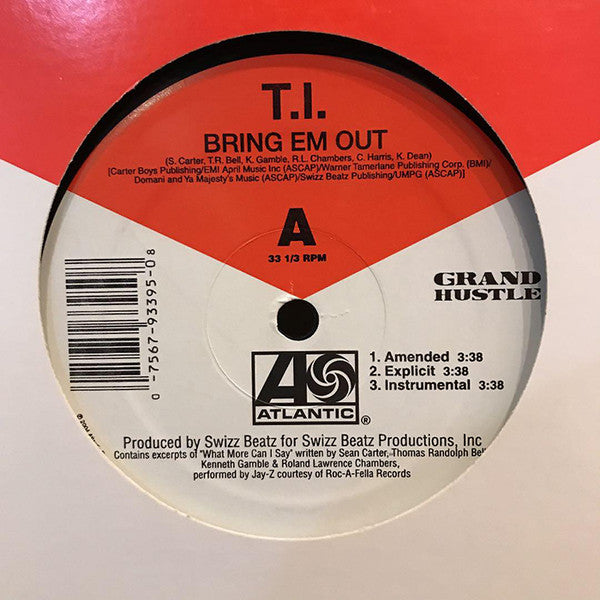 T.I.
BRING EM OUT
(S. Carter, T.R. Bell, K. Gamble, R.L. Chambers, C. Harris, K. Dean)
[Carter Boys Publishing/EMI April Music Inc (ASCAP)/Warner Tamerlane Publishing Corp. (BMI)/
Domani and Ya Majesty's Music (ASCAP)/Swizz Beatz Publishing/UMPG (ASCAP)]
A
33 1/3 RPM
0 -7567-93395-0 8
GRAND
HUSTLE
1. Amended 3:38
2. Explicit 3:38
3. Instrumental 3:38
ATLANTIC®
Produced by Swizz Beatz for Swizz Beatz Productions, Inc
Contains excerpts of "What More Can I Say" written by Sean Carter, Thomas Randolph Bell
Kenneth Gamble & Roland Lawrence Chambers,
performed by Jay-Z courtesy of Roc-A-Fella Records